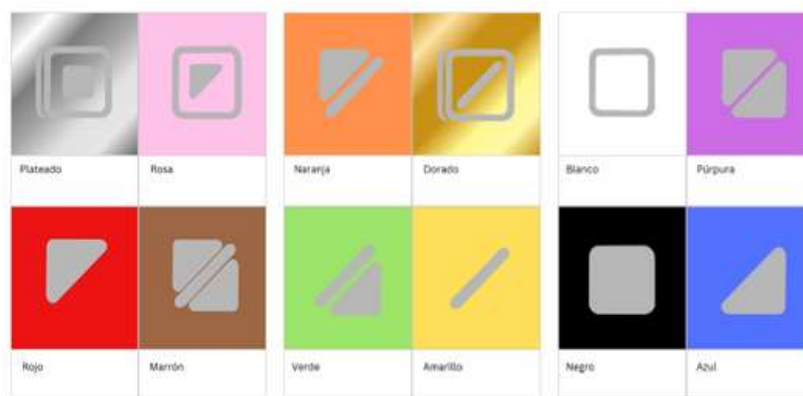 Plateado
Rosa
Naranja
Dorado
Blanco
Púrpura
Rojo
Marrón
Verde
Amarillo
Negro
Azul